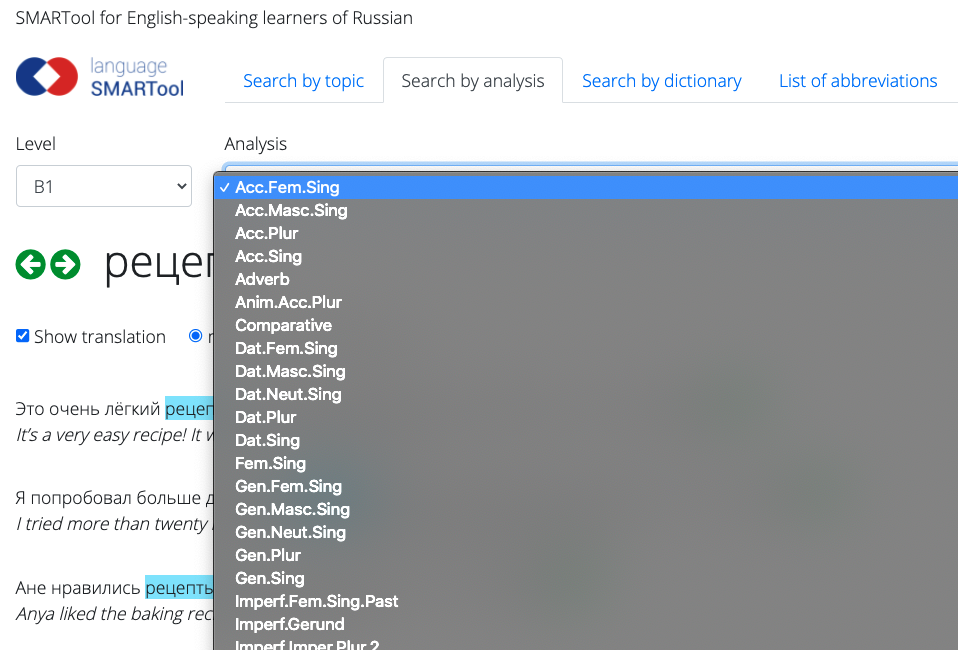 SMARTool for English-speaking learners of Russian
language
SMARTool
Search by topic
Search by analysis
Search by dictionary
List of abbreviations
Level
Analysis
B1
✓ Acc.Fem.Sing
Acc.Masc.Sing
Acc.Plur
Acc.Sing
Adverb
Anim.Acc.Plur
Comparative
Dat.Fem.Sing
Dat.Masc.Sing
Dat.Neut.Sing
Dat.Plur
Dat.Sing
Fem.Sing
Gen.Fem.Sing
Gen.Masc.Sing
Gen.Neut.Sing
Gen.Plur
Gen.Sing
Imperf.Fem.Sing.Past
Imperf.Gerund
Imperf.Imper.Plur.2
Show translation
Это очень лёгкий
It's a very easy recipe! It
Я попробовал больше
I tried more than twenty
Ане нравились рецепты
Anya liked the baking